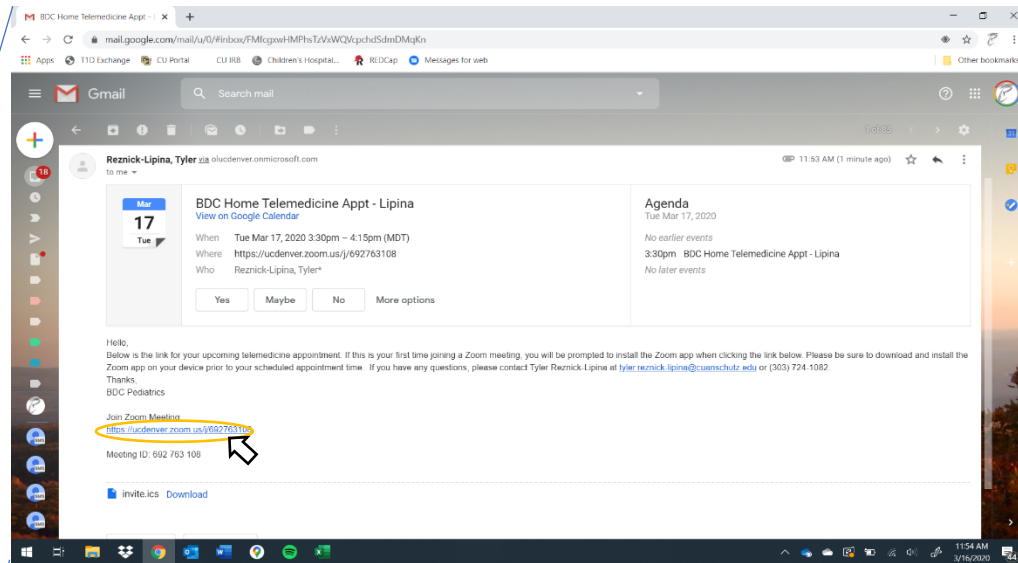 BDC Home Telemedicine Appt - l
mail.google.com/mail/u/0/#inbox/FMfcgxwHMPhsTzVxWQVcpchdSdmDMqKn
Apps T1D Exchange CU Portal CU IRB Children's Hospital... REDCap Messages for web Other bookmarks
Gmail Search mail
1 of 85
18
Reznick-Lipina, Tyler via olucdenver.onmicrosoft.com 11:53 AM (1 minute ago)
to me
Mar
17
Tue
BDC Home Telemedicine Appt - Lipina
View on Google Calendar
When Tue Mar 17, 2020 3:30pm – 4:15pm (MDT)
Where https://ucdenver.zoom.us/j/692763108
Who Reznick-Lipina, Tyler*
Yes Maybe No More options
Agenda
Tue Mar 17, 2020
No earlier events
3:30pm BDC Home Telemedicine Appt - Lipina
No later events
Hello,
Below is the link for your upcoming telemedicine appointment. If this is your first time joining a Zoom meeting, you will be prompted to install the Zoom app when clicking the link below. Please be sure to download and install the
Zoom app on your device prior to your scheduled appointment time. If you have any questions, please contact Tyler Reznick-Lipina at tyler.reznick-lipina@cuanschutz.edu or (303) 724-1082.
Thanks,
BDC Pediatrics
Join Zoom Meeting
https://ucdenver.zoom.us/j/692763108
Meeting ID: 692 763 108
invite.ics Download
11:54 AM
3/16/2020
44